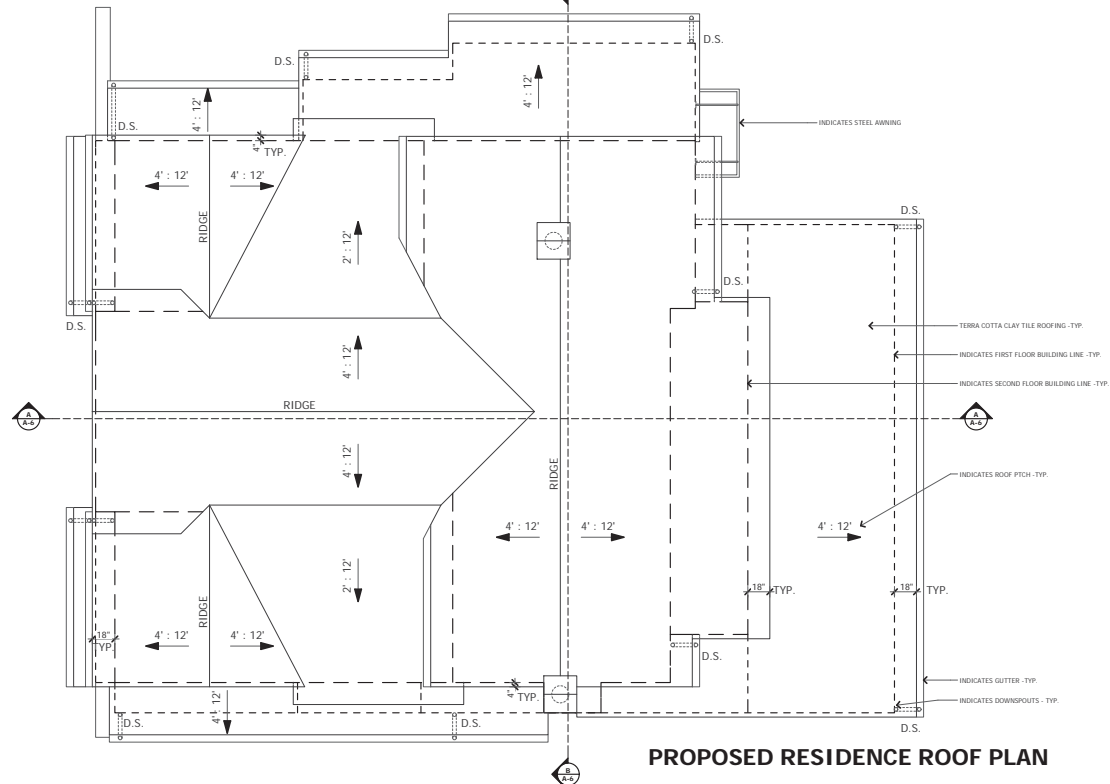 D.S.
D.S.
4' : 12'
4' : 12'
INDICATES STEEL AWNING
D.S.
4"
TYP.
4' : 12'
4' : 12'
RIDGE
D.S.
2' : 12'
D.S.
D.S.
TERRA COTTA CLAY TILE ROOFING -TYP.
INDICATES FIRST FLOOR BUILDING LINE -TYP.
4' : 12'
INDICATES SECOND FLOOR BUILDING LINE -TYP.
RIDGE
A
A-6
A
A-6
4' : 12'
RIDGE
INDICATES ROOF PTCH -TYP.
4' : 12'
4' : 12'
4' : 12'
2' : 12'
18"
TYP.
18"
TYP.
RIDGE
18"
TYP.
4' : 12'
4' : 12'
D.S.
4' : 12'
4"
TYP.
INDICATES GUTTER -TYP.
INDICATES DOWNSPOUTS - TYP.
D.S.
D.S.
D.S.
PROPOSED RESIDENCE ROOF PLAN
B
A-6